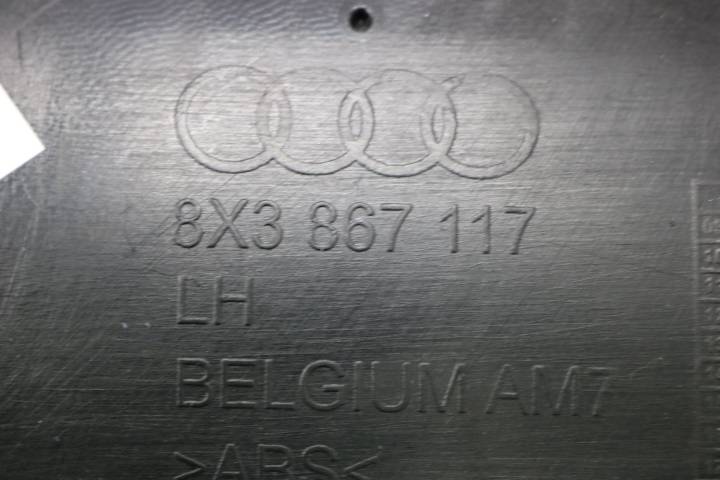 8X3 867 117
LH
BELGIUM AM7
>ABS<